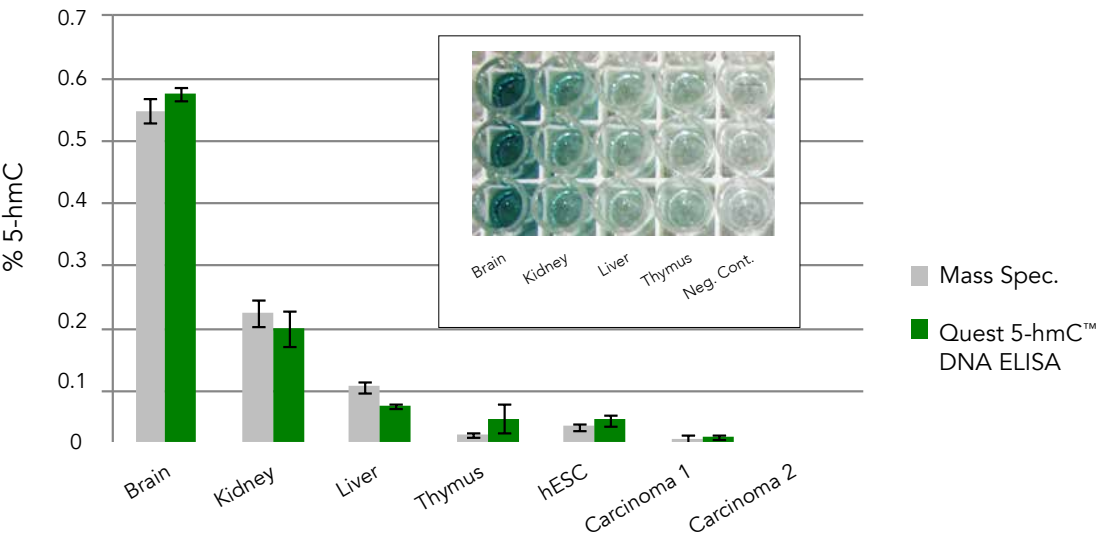 % 5-hmC
0.7
0.6
0.5
0.4
0.3
0.2
0.1
0
Brain
Kidney
Liver
Thymus
Neg. Cont.
Mass Spec.
Quest 5-hmC™
DNA ELISA
Brain
Kidney
Liver
Thymus
hESC
Carcinoma 1
Carcinoma 2